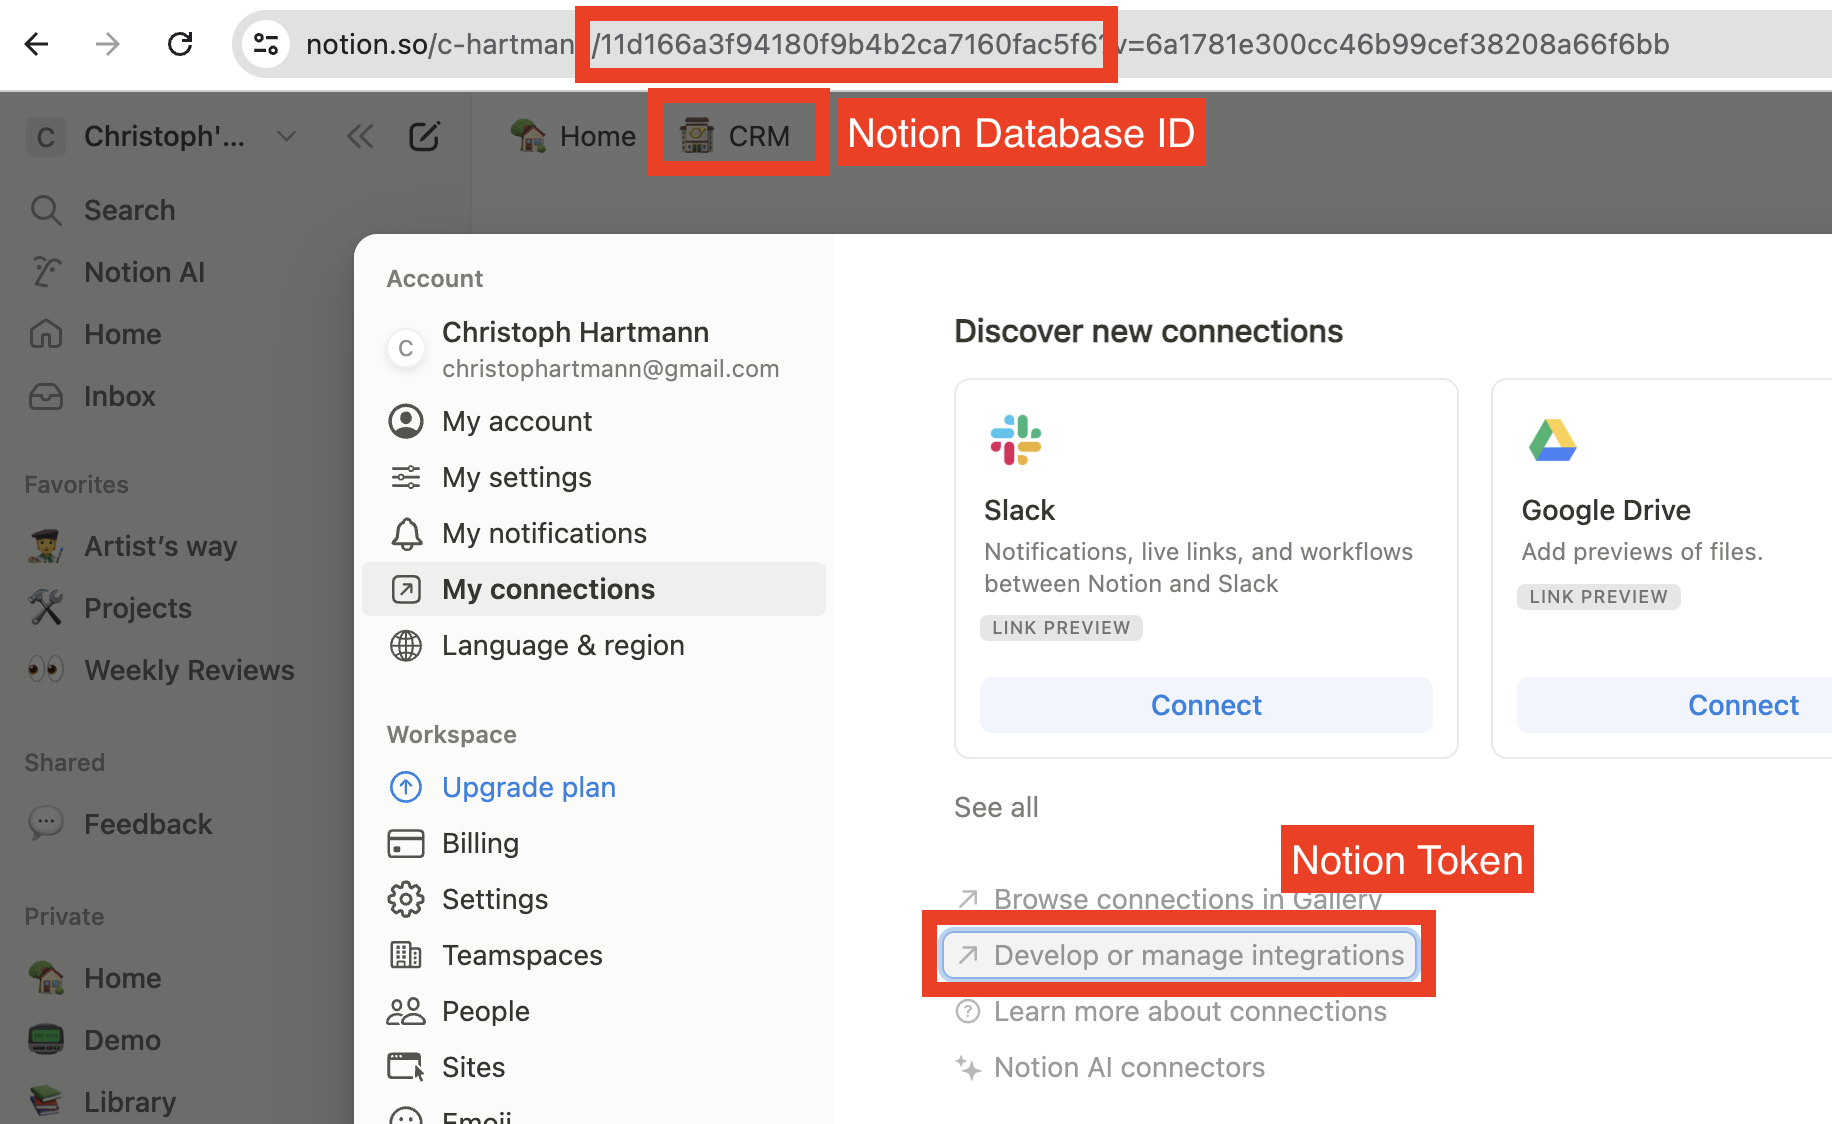 notion.so/c-hartmann/11d166a3f94180f9b4b2ca7160fac5f6?v=6a1781e300cc46b99cef38208a66f6bb
C Christoph'...
Home
CRM
Notion Database ID
Search
Notion AI
Home
Inbox
Favorites
Artist's way
Projects
Weekly Reviews
Shared
Feedback
Private
Home
Demo
Library
Account
C
Christoph Hartmann
christophartmann@gmail.com
My account
My settings
My notifications
My connections
Language & region
Workspace
Upgrade plan
Billing
Settings
Teamspaces
People
Sites
Emoji
Discover new connections
Slack
Notifications, live links, and workflows
between Notion and Slack
LINK PREVIEW
Connect
Google Drive
Add previews of files.
LINK PREVIEW
Connect
See all
Notion Token
Browse connections in Gallery
Develop or manage integrations
Learn more about connections
Notion AI connectors